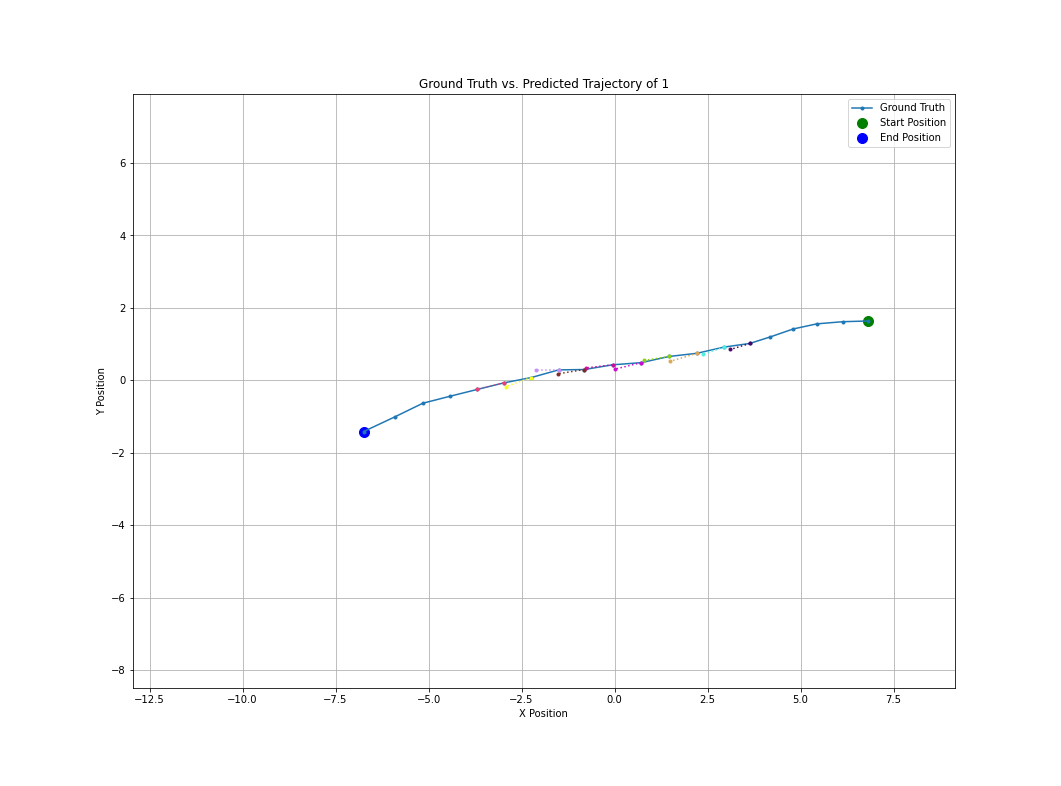 Ground Truth vs. Predicted Trajectory of 1
Ground Truth
Start Position
End Position
6
4
2
0
−2
−4
−6
−8
Y Position
−12.5 −10.0 −7.5 −5.0 −2.5 0.0 2.5 5.0 7.5
X Position